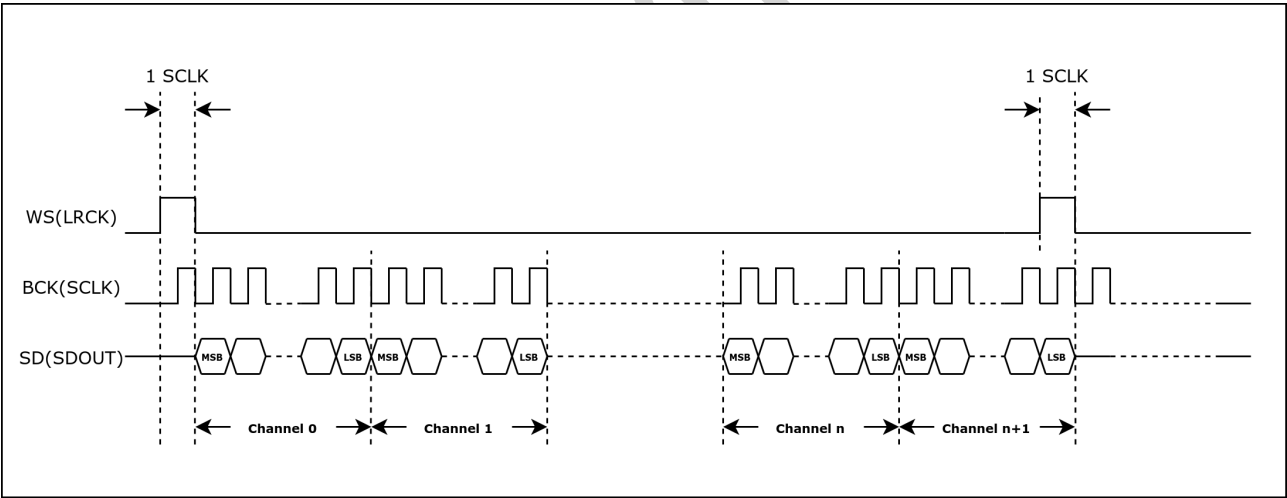 1 SCLK
1 SCLK
WS(LRCK)
BCK(SCLK)
SD(SDOUT)
MSB
LSB
MSB
LSB
MSB
LSB
MSB
LSB
Channel 0
Channel 1
Channel n
Channel n+1